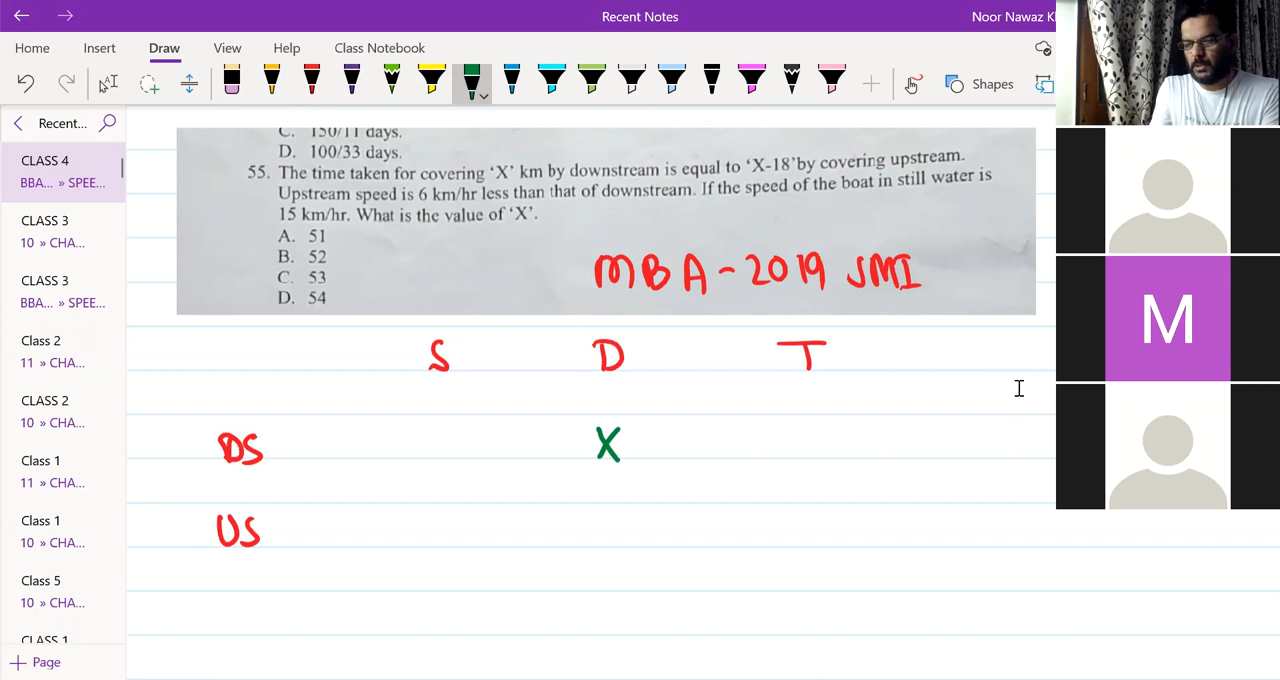 Recent Notes
Noor Nawaz Kh
Home Insert Draw View Help Class Notebook
Shapes
Recent...
CLASS 4
BBA... » SPEE...
CLASS 3
10 » CHA...
CLASS 3
BBA... » SPEE...
Class 2
11 » CHA...
CLASS 2
10 » CHA...
Class 1
11 » CHA...
Class 1
10 » CHA...
Class 5
10 » CHA...
CLASS 1
Page
C. 150/11 days.
D. 100/33 days.
55. The time taken for covering ‘X’ km by downstream is equal to ‘X-18’by covering upstream.
Upstream speed is 6 km/hr less than that of downstream. If the speed of the boat in still water is
15 km/hr. What is the value of ‘X’.
A. 51
B. 52
C. 53
D. 54
MBA - 2019 SMI
S D T
DS X
US
M